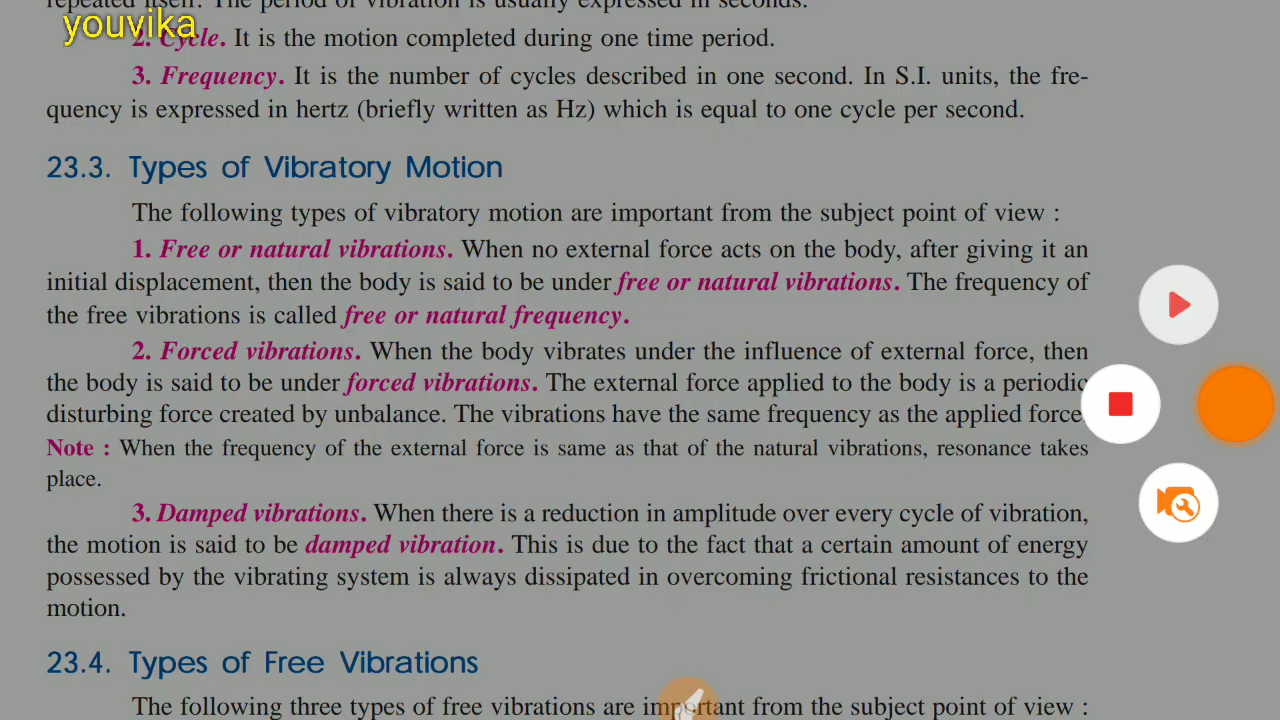 repeated itself. The period of vibration is usually expressed in seconds.
youvika
2. Cycle. It is the motion completed during one time period.
3. Frequency. It is the number of cycles described in one second. In S.I. units, the fre-
quency is expressed in hertz (briefly written as Hz) which is equal to one cycle per second.
23.3. Types of Vibratory Motion
The following types of vibratory motion are important from the subject point of view :
1. Free or natural vibrations. When no external force acts on the body, after giving it an
initial displacement, then the body is said to be under free or natural vibrations. The frequency of
the free vibrations is called free or natural frequency.
2. Forced vibrations. When the body vibrates under the influence of external force, then
the body is said to be under forced vibrations. The external force applied to the body is a periodic
disturbing force created by unbalance. The vibrations have the same frequency as the applied force
Note : When the frequency of the external force is same as that of the natural vibrations, resonance takes
place.
3. Damped vibrations. When there is a reduction in amplitude over every cycle of vibration,
the motion is said to be damped vibration. This is due to the fact that a certain amount of energy
possessed by the vibrating system is always dissipated in overcoming frictional resistances to the
motion.
23.4. Types of Free Vibrations
The following three types of free vibrations are important from the subject point of view :